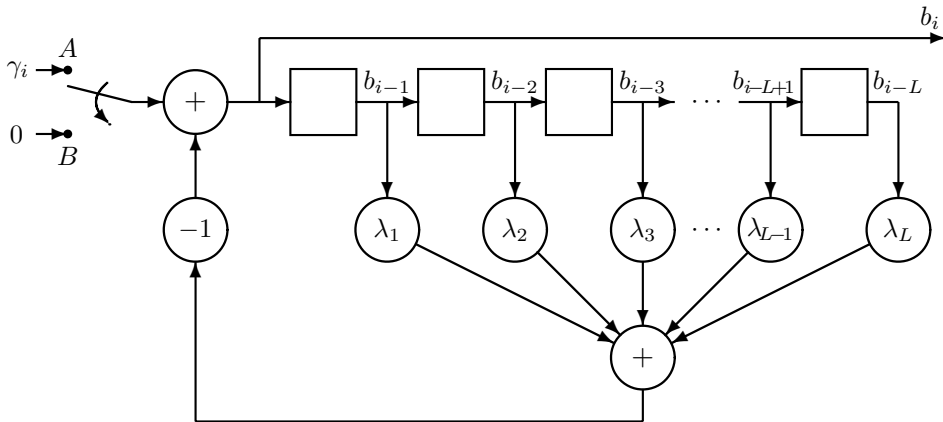 b_i
A
γ_i
+
b_{i−1}
b_{i−2}
b_{i−3}
⋯
b_{i−L+1}
b_{i−L}
0
B
−1
λ_1
λ_2
λ_3
⋯
λ_{L−1}
λ_L
+